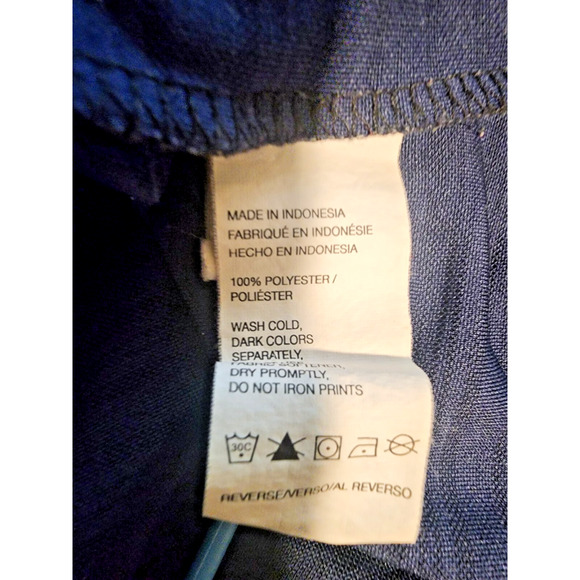 MADE IN INDONESIA
FABRIQUÉ EN INDONÉSIE
HECHO EN INDONESIA
100% POLYESTER /
POLIÉSTER
WASH COLD,
DARK COLORS
SEPARATELY,
DRY PROMPTLY,
DO NOT IRON PRINTS
30C
REVERSE/VERSO/AL REVERSO